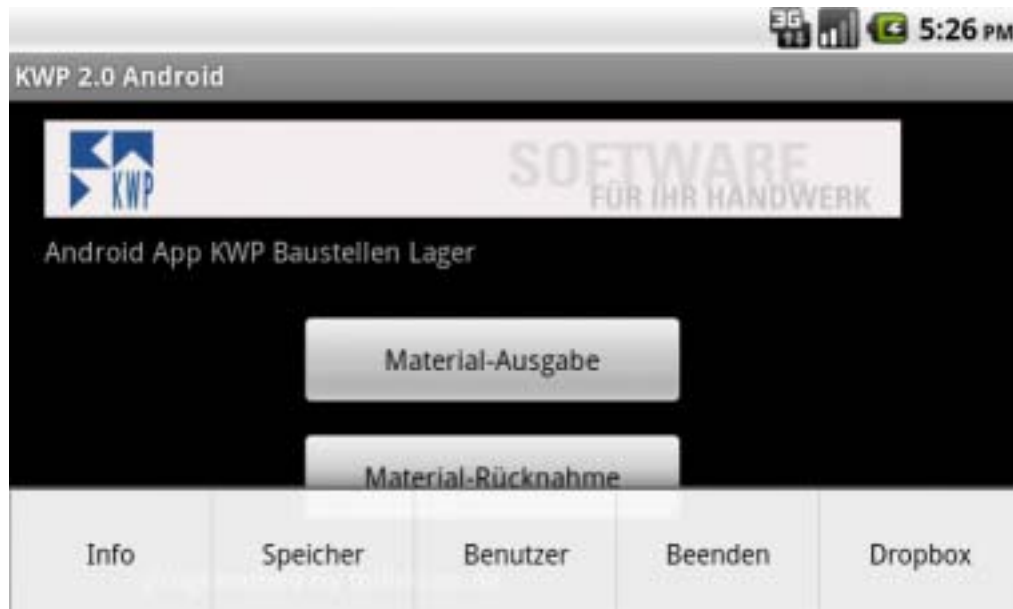 3G 5:26 PM
KWP 2.0 Android
KWP
SOFTWARE
FÜR IHR HANDWERK
Android App KWP Baustellen Lager
Material-Ausgabe
Material-Rücknahme
Info Speicher Benutzer Beenden Dropbox